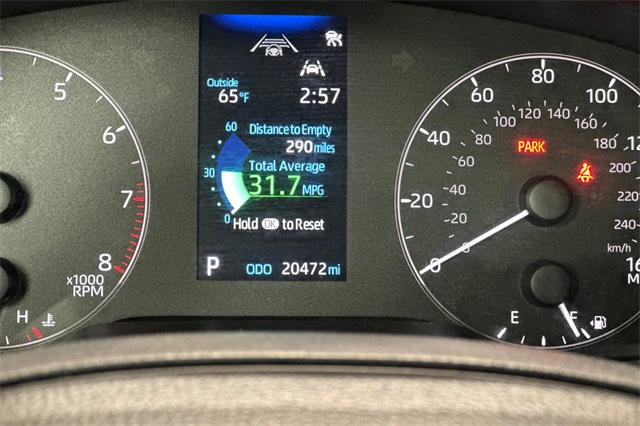 5
6
7
8
x1000
RPM
H
Outside
65°F
2:57
60
30
0
Distance to Empty
290 miles
Total Average
31.7 MPG
Hold OK to Reset
P
ODO 20472 mi
0
20
40
60
80
100
0
20
40
60
80
100
120
140
160
180
200
220
240
km/h
PARK
E
F